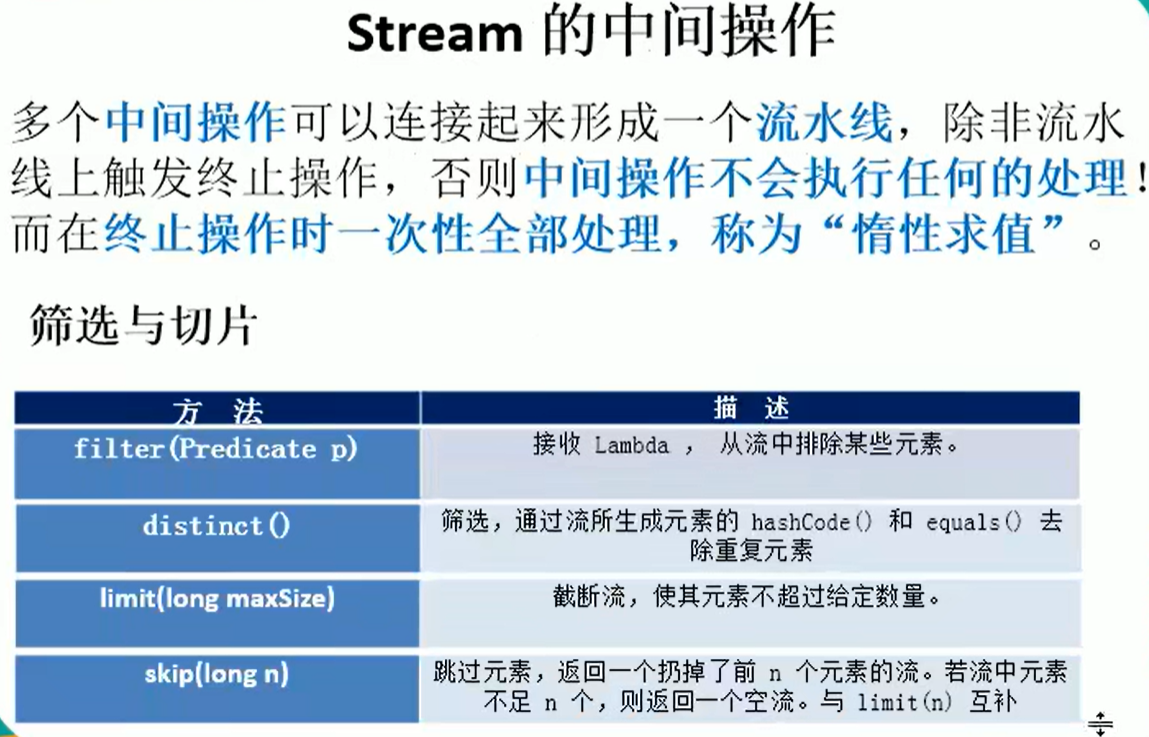 Stream 的中间操作
多个中间操作可以连接起来形成一个流水线，除非流水
线上触发终止操作，否则中间操作不会执行任何的处理！
而在终止操作时一次性全部处理，称为“惰性求值”。
筛选与切片
方 法 描 述
filter(Predicate p) 接收 Lambda ， 从流中排除某些元素。
distinct() 筛选，通过流所生成元素的 hashCode() 和 equals() 去
除重复元素
limit(long maxSize) 截断流，使其元素不超过给定数量。
skip(long n) 跳过元素，返回一个扔掉了前 n 个元素的流。若流中元素
不足 n 个，则返回一个空流。与 limit(n) 互补